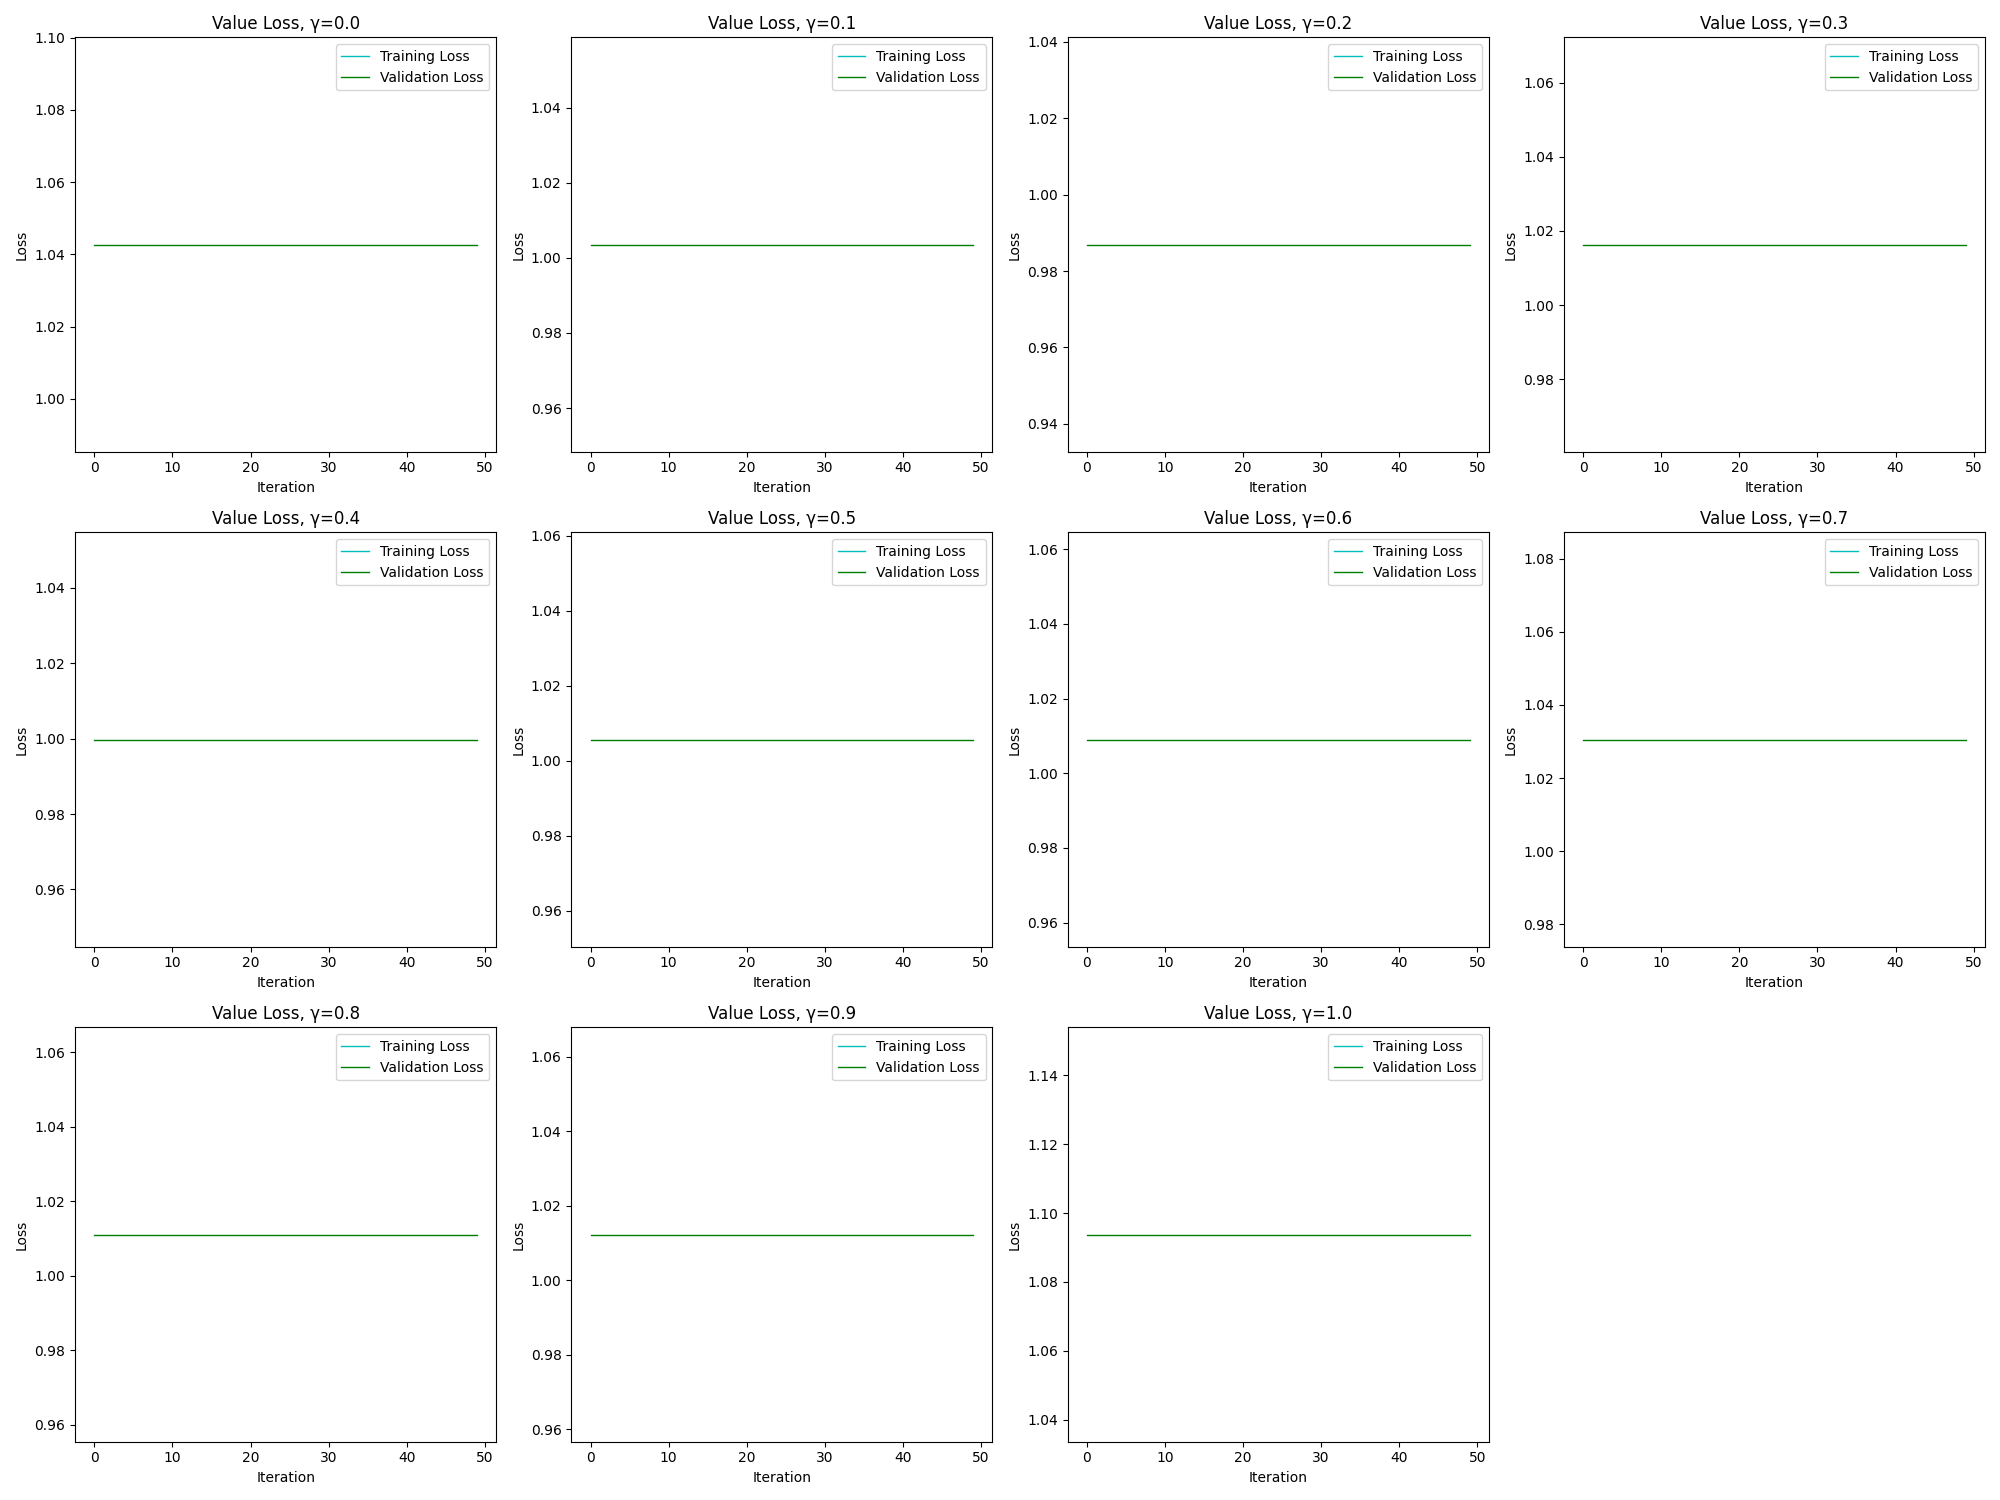 Value Loss, γ=0.0
1.10
1.08
1.06
1.04
1.02
1.00
Loss
Training Loss
Validation Loss
0 10 20 30 40 50
Iteration
Value Loss, γ=0.1
1.04
1.02
1.00
0.98
0.96
Loss
Training Loss
Validation Loss
0 10 20 30 40 50
Iteration
Value Loss, γ=0.2
1.04
1.02
1.00
0.98
0.96
0.94
Loss
Training Loss
Validation Loss
0 10 20 30 40 50
Iteration
Value Loss, γ=0.3
1.06
1.04
1.02
1.00
0.98
Loss
Training Loss
Validation Loss
0 10 20 30 40 50
Iteration
Value Loss, γ=0.4
1.04
1.02
1.00
0.98
0.96
Loss
Training Loss
Validation Loss
0 10 20 30 40 50
Iteration
Value Loss, γ=0.5
1.06
1.04
1.02
1.00
0.98
0.96
Loss
Training Loss
Validation Loss
0 10 20 30 40 50
Iteration
Value Loss, γ=0.6
1.06
1.04
1.02
1.00
0.98
0.96
Loss
Training Loss
Validation Loss
0 10 20 30 40 50
Iteration
Value Loss, γ=0.7
1.08
1.06
1.04
1.02
1.00
0.98
Loss
Training Loss
Validation Loss
0 10 20 30 40 50
Iteration
Value Loss, γ=0.8
1.06
1.04
1.02
1.00
0.98
0.96
Loss
Training Loss
Validation Loss
0 10 20 30 40 50
Iteration
Value Loss, γ=0.9
1.06
1.04
1.02
1.00
0.98
0.96
Loss
Training Loss
Validation Loss
0 10 20 30 40 50
Iteration
Value Loss, γ=1.0
1.14
1.12
1.10
1.08
1.06
1.04
Loss
Training Loss
Validation Loss
0 10 20 30 40 50
Iteration